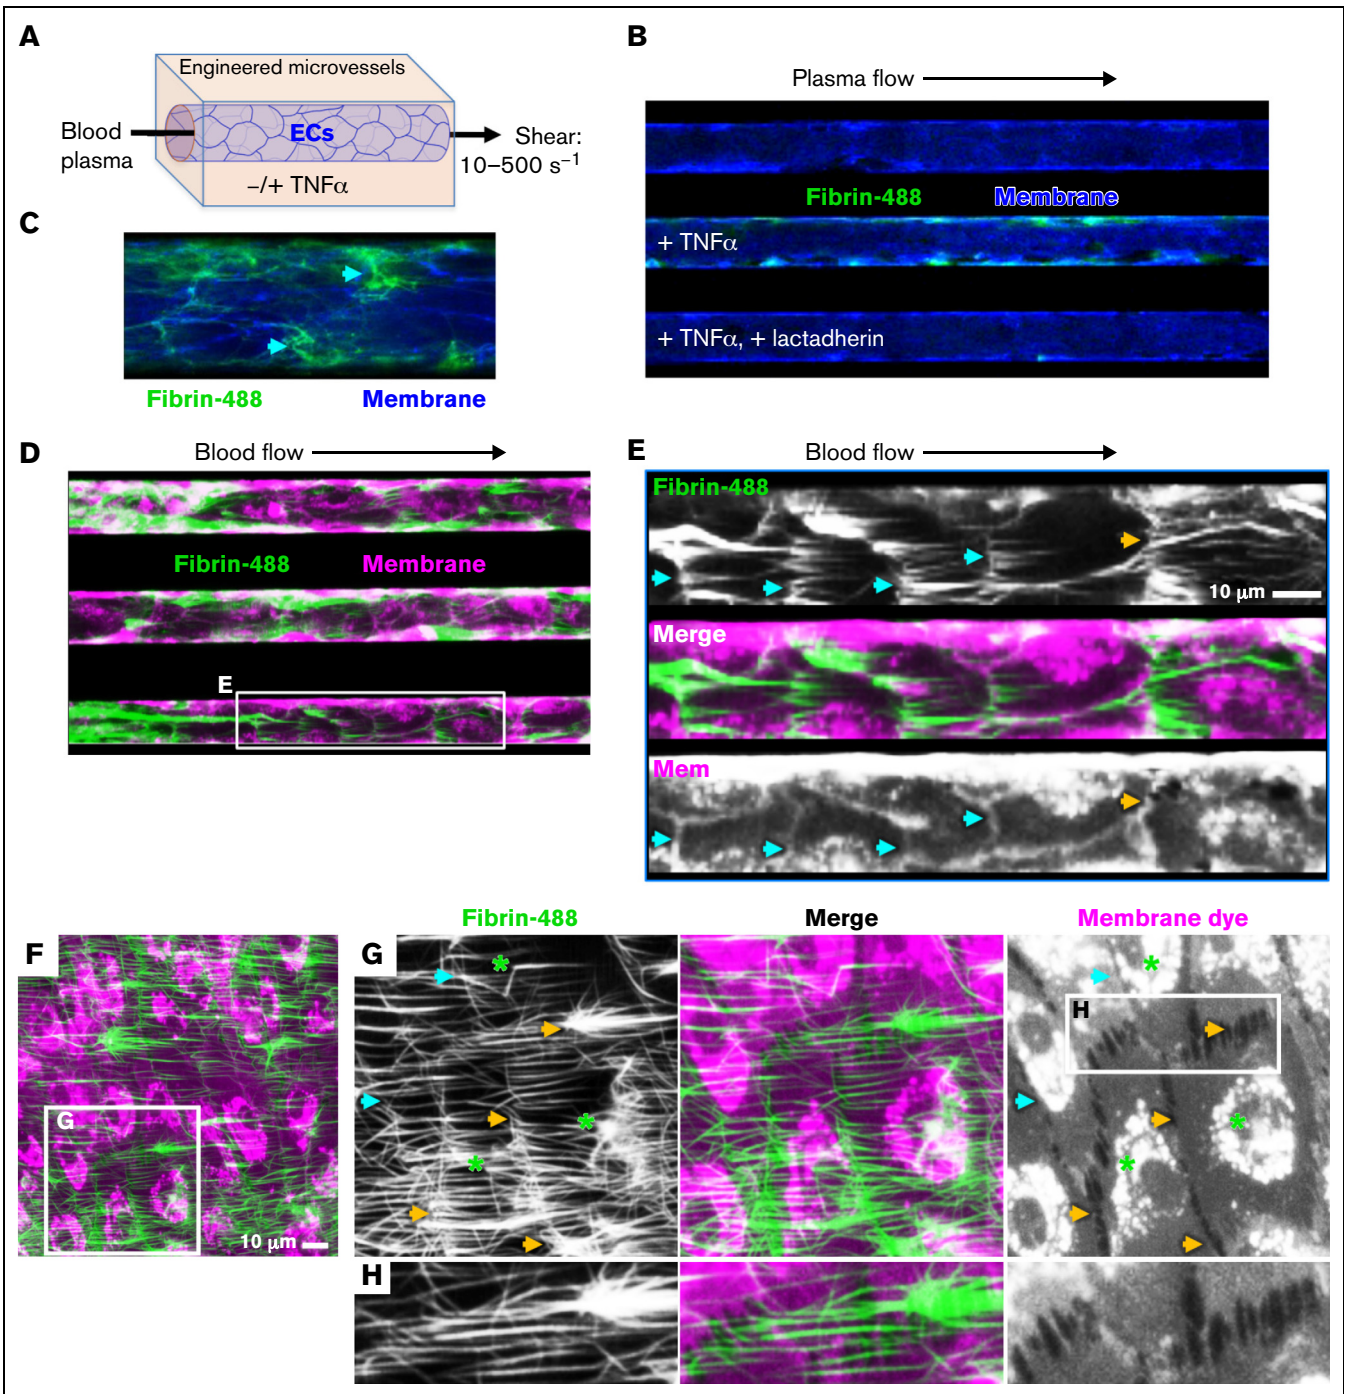 A
Engineered microvessels
Blood
plasma
ECs
Shear:
10–500 s⁻¹
–/+ TNFα
B
Plasma flow
Fibrin-488 Membrane
+ TNFα
+ TNFα, + lactadherin
C
Fibrin-488 Membrane
D
Blood flow
Fibrin-488 Membrane
E
E
Blood flow
Fibrin-488
10 μm
Merge
Mem
Fibrin-488 Merge Membrane dye
F
G
10 μm
G
*
*
*
*
H
*
*
H